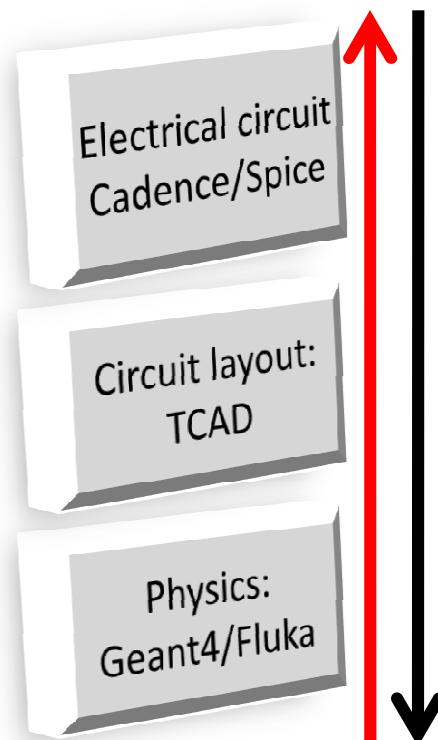 Electrical circuit
Cadence/Spice
Circuit layout:
TCAD
Physics:
Geant4/Fluka